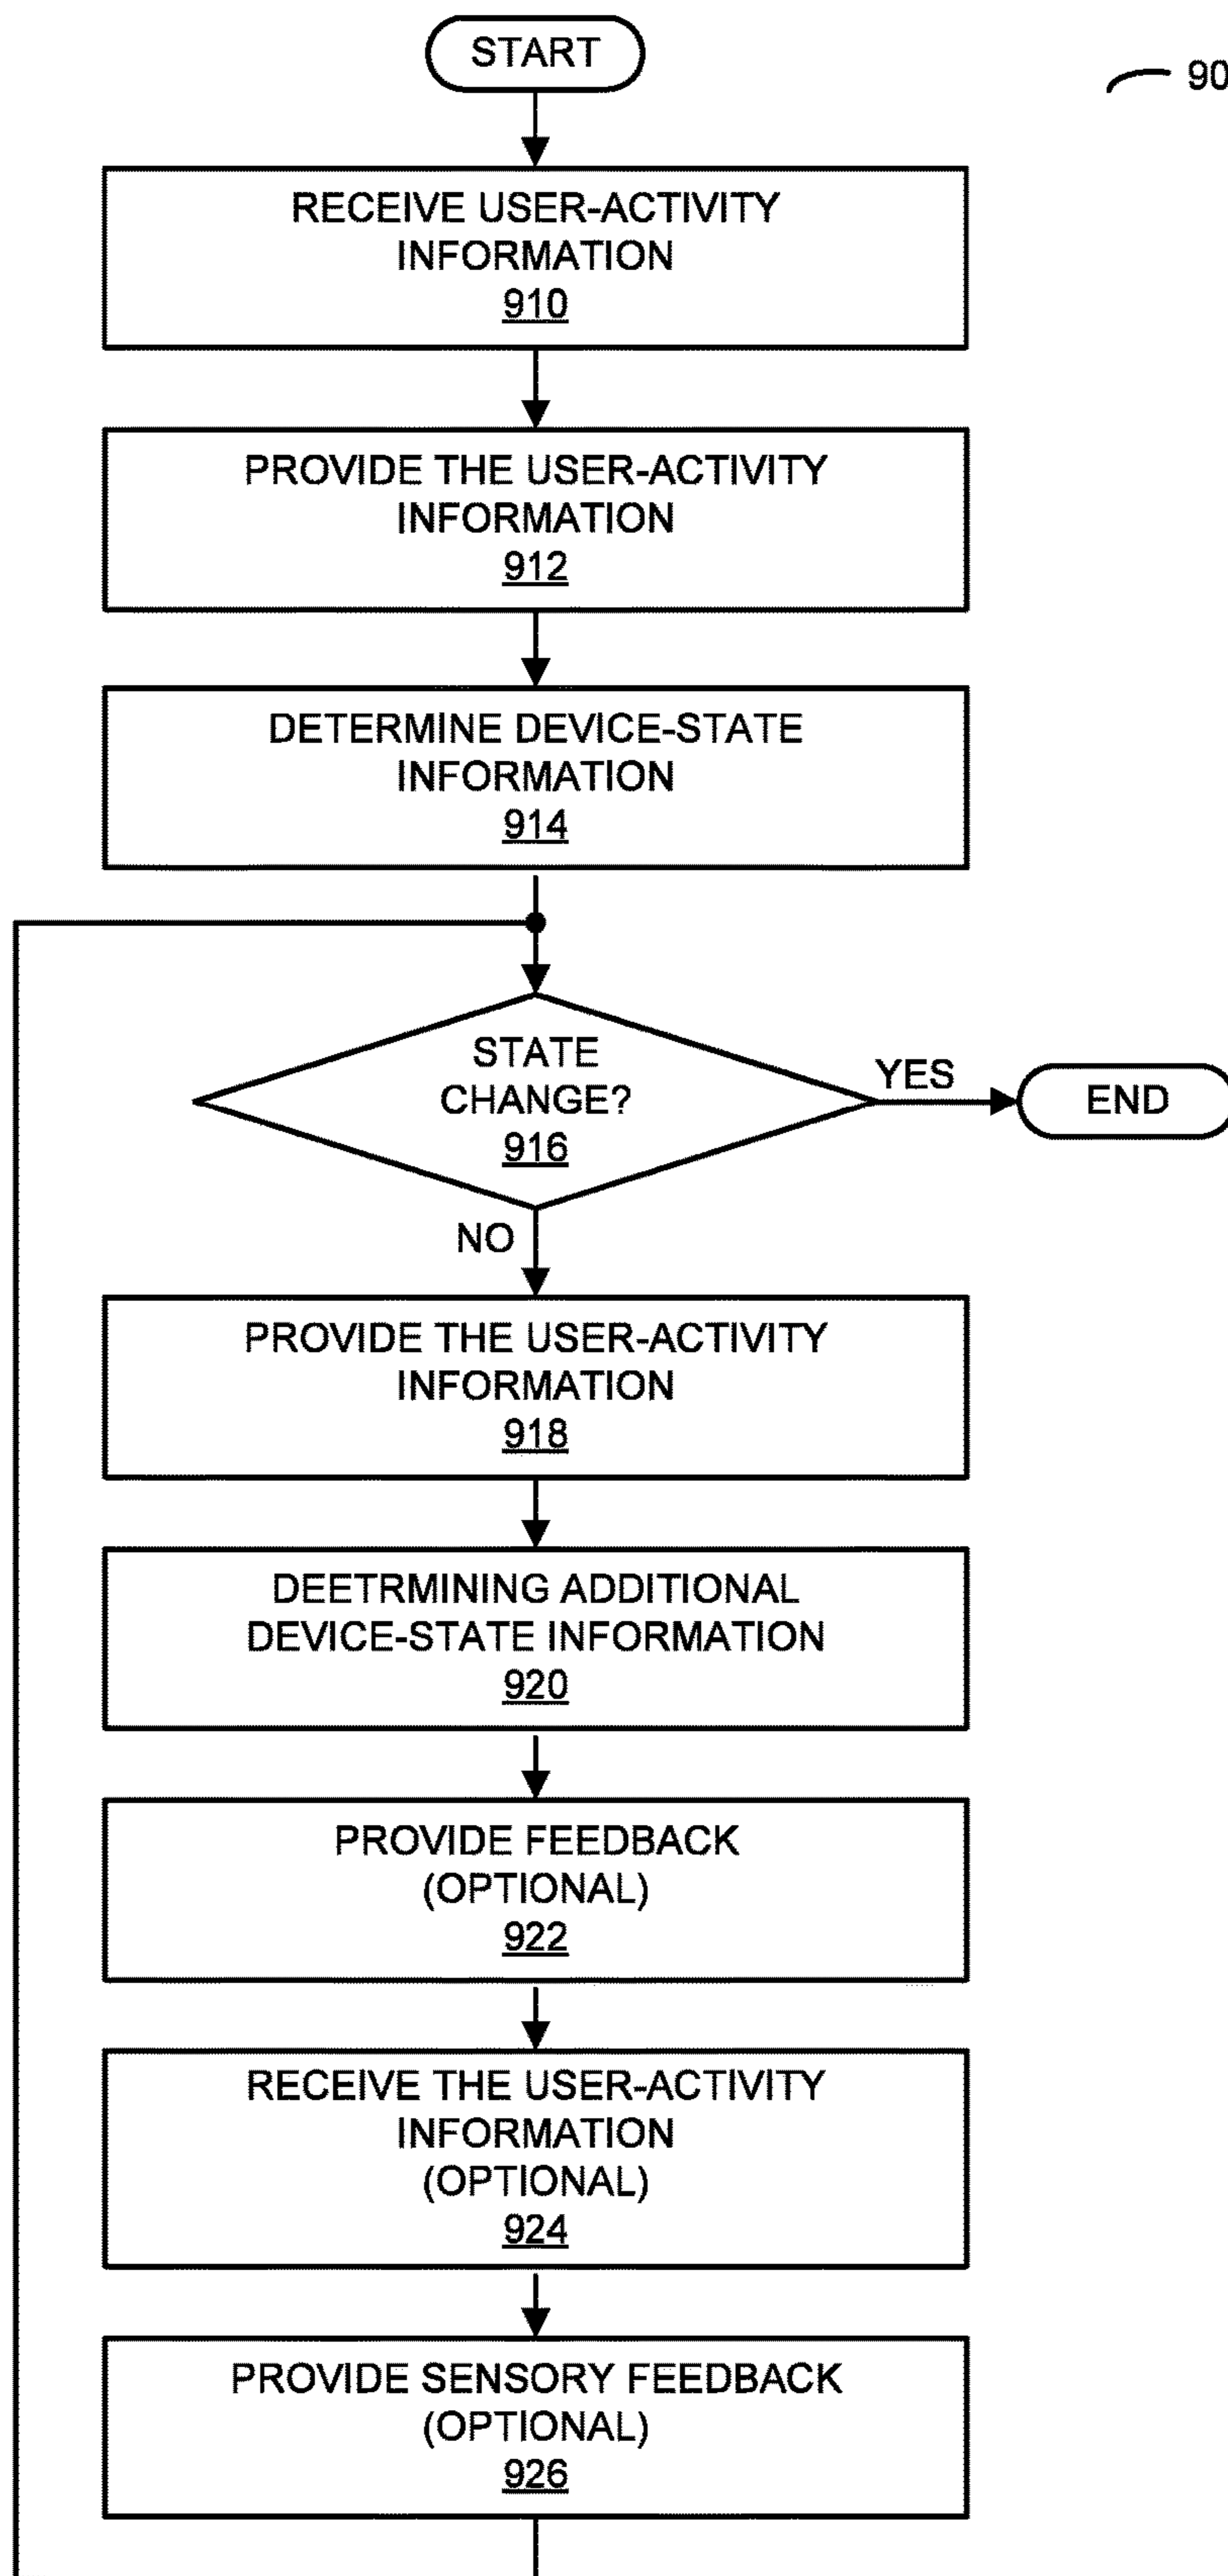 START
90
RECEIVE USER-ACTIVITY
INFORMATION
910
PROVIDE THE USER-ACTIVITY
INFORMATION
912
DETERMINE DEVICE-STATE
INFORMATION
914
STATE
CHANGE?
916
YES
END
NO
PROVIDE THE USER-ACTIVITY
INFORMATION
918
DEETRMINING ADDITIONAL
DEVICE-STATE INFORMATION
920
PROVIDE FEEDBACK
(OPTIONAL)
922
RECEIVE THE USER-ACTIVITY
INFORMATION
(OPTIONAL)
924
PROVIDE SENSORY FEEDBACK
(OPTIONAL)
926